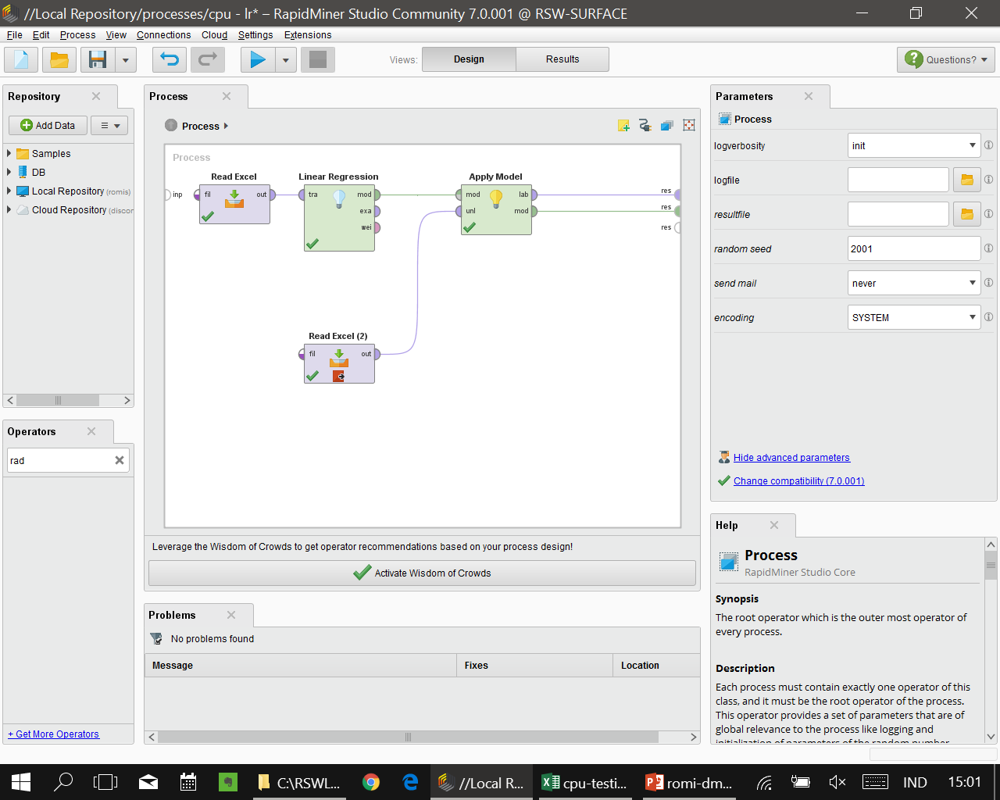 //Local Repository/processes/cpu - lr* – RapidMiner Studio Community 7.0.001 @ RSW-SURFACE
File Edit Process View Connections Cloud Settings Extensions
Views: Design Results Questions?
Repository
Add Data
Samples
DB
Local Repository (romis)
Cloud Repository (discor
Operators
rad
+ Get More Operators
Process
Process
Process
Read Excel Linear Regression Apply Model
inp fil out tra mod mod lab res
exa unl mod res
wei res
Read Excel (2)
fil out
Leverage the Wisdom of Crowds to get operator recommendations based on your process design!
Activate Wisdom of Crowds
Problems
No problems found
Message Fixes Location
Parameters
Process
logverbosity init
logfile
resultfile
random seed 2001
send mail never
encoding SYSTEM
Hide advanced parameters
Change compatibility (7.0.001)
Help
Process
RapidMiner Studio Core
Synopsis
The root operator which is the outer most operator of
every process.
Description
Each process must contain exactly one operator of this
class, and it must be the root operator of the process.
This operator provides a set of parameters that are of
global relevance to the process like logging and
initialization of parameters of the random number
C:\RSWL... //Local R... cpu-testi... romi-dm... IND 15:01